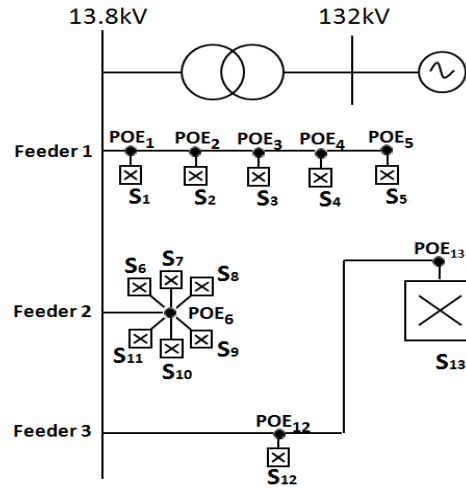 13.8kV 132kV
POE₁ POE₂ POE₃ POE₄ POE₅
Feeder 1
S₁ S₂ S₃ S₄ S₅
POE₁₃
S₆ S₇ S₈
Feeder 2 POE₆
S₁₁ S₁₀ S₉
S₁₃
POE₁₂
Feeder 3
S₁₂